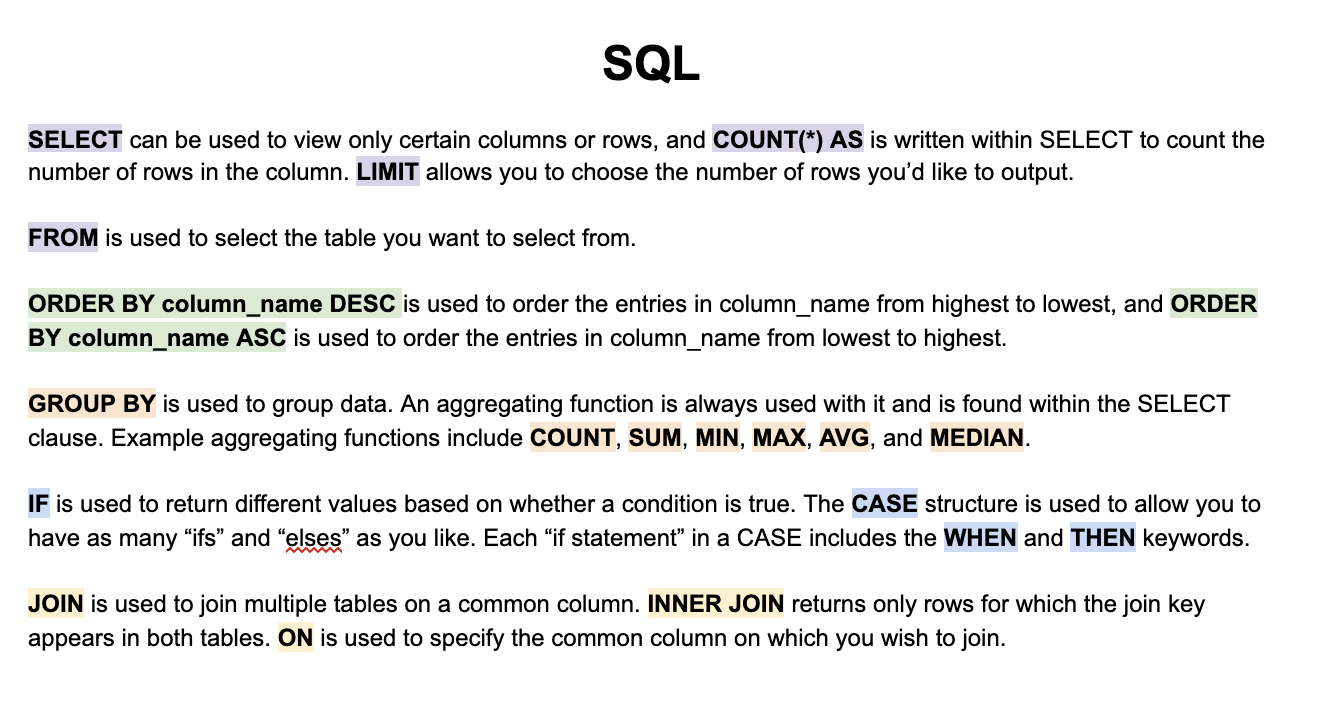 SQL
SELECT can be used to view only certain columns or rows, and COUNT(*) AS is written within SELECT to count the
number of rows in the column. LIMIT allows you to choose the number of rows you’d like to output.
FROM is used to select the table you want to select from.
ORDER BY column_name DESC is used to order the entries in column_name from highest to lowest, and ORDER
BY column_name ASC is used to order the entries in column_name from lowest to highest.
GROUP BY is used to group data. An aggregating function is always used with it and is found within the SELECT
clause. Example aggregating functions include COUNT, SUM, MIN, MAX, AVG, and MEDIAN.
IF is used to return different values based on whether a condition is true. The CASE structure is used to allow you to
have as many “ifs” and “elses” as you like. Each “if statement” in a CASE includes the WHEN and THEN keywords.
JOIN is used to join multiple tables on a common column. INNER JOIN returns only rows for which the join key
appears in both tables. ON is used to specify the common column on which you wish to join.